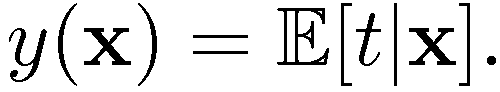 y(𝐱) = 𝔼[t|𝐱].